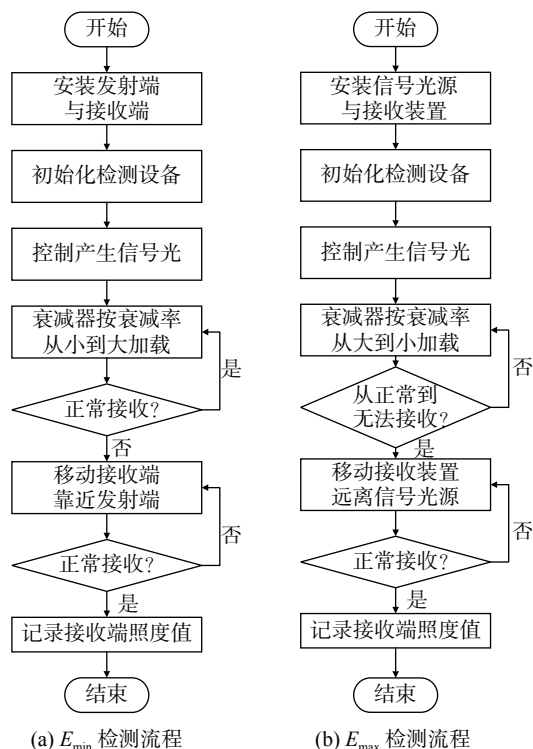 开始
安装发射端
与接收端
初始化检测设备
控制产生信号光
衰减器按衰减率
从小到大加载
是
正常接收?
否
移动接收端
靠近发射端
否
正常接收?
是
记录接收端照度值
结束
(a) E_min 检测流程
开始
安装信号光源
与接收装置
初始化检测设备
控制产生信号光
衰减器按衰减率
从大到小加载
否
从正常到
无法接收?
是
移动接收装置
远离信号光源
否
正常接收?
是
记录接收端照度值
结束
(b) E_max 检测流程